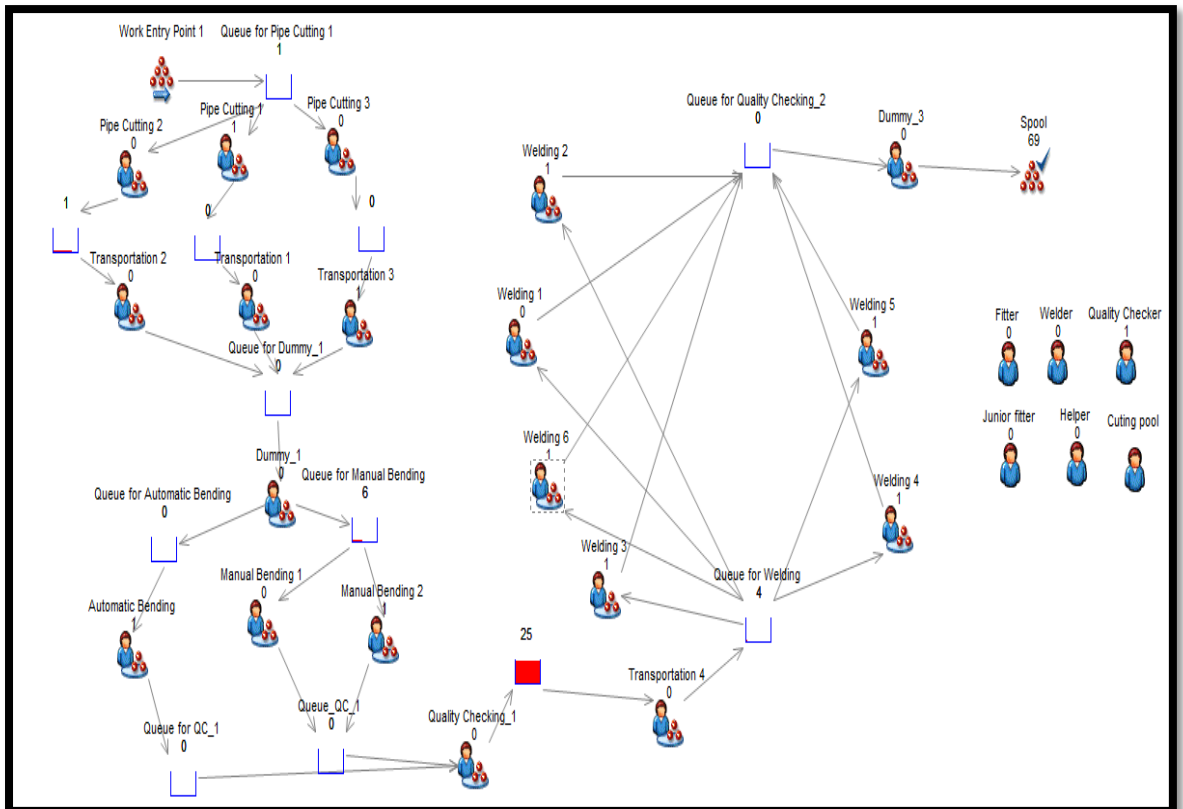 Work Entry Point 1
Queue for Pipe Cutting 1
1
Pipe Cutting 2
0
Pipe Cutting 1
1
Pipe Cutting 3
0
1
0
0
Transportation 2
0
Transportation 1
0
Transportation 3
1
Queue for Dummy_1
0
Dummy_1
0
Queue for Manual Bending
6
Queue for Automatic Bending
0
Automatic Bending
1
Manual Bending 1
0
Manual Bending 2
1
Queue for QC_1
0
Queue_QC_1
0
Quality Checking_1
0
25
Transportation 4
0
Queue for Welding
4
Welding 2
1
Welding 1
0
Welding 6
1
Welding 3
1
Welding 5
1
Welding 4
1
Queue for Quality Checking_2
0
Dummy_3
0
Spool
69
Fitter
0
Welder
0
Quality Checker
1
Junior fitter
0
Helper
0
Cuting pool